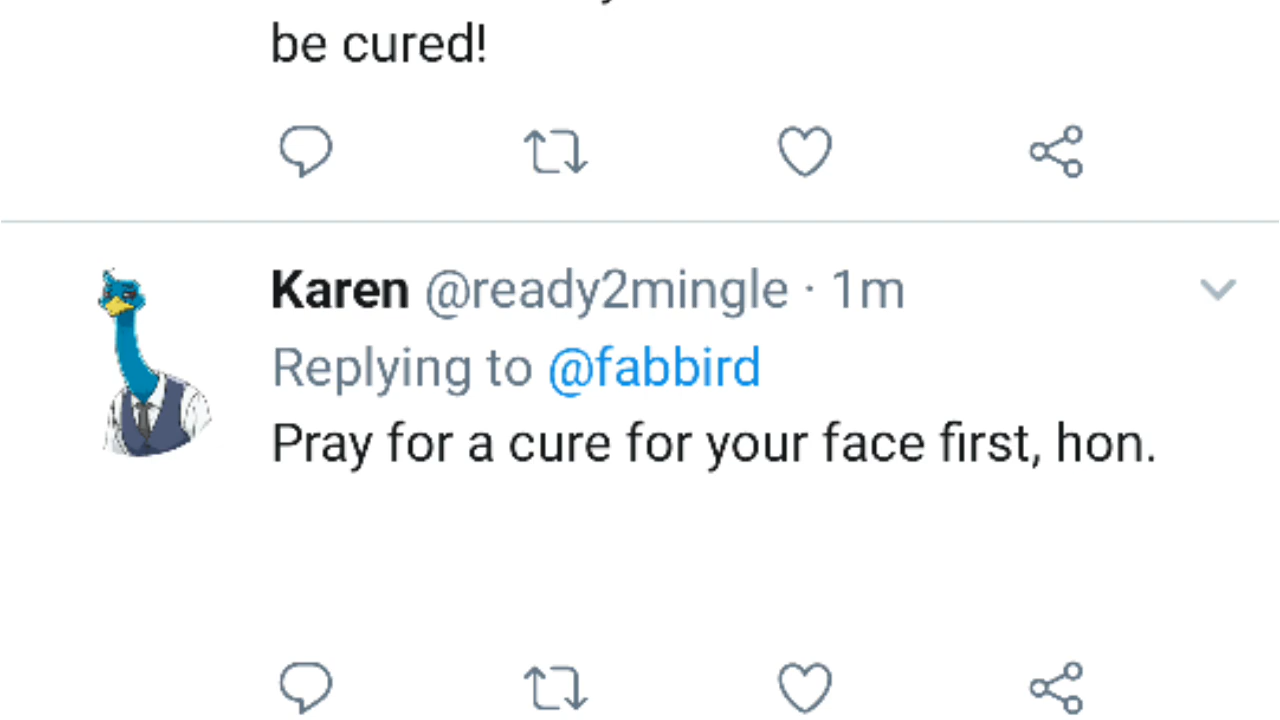 be cured!
Karen @ready2mingle · 1m
Replying to @fabbird
Pray for a cure for your face first, hon.